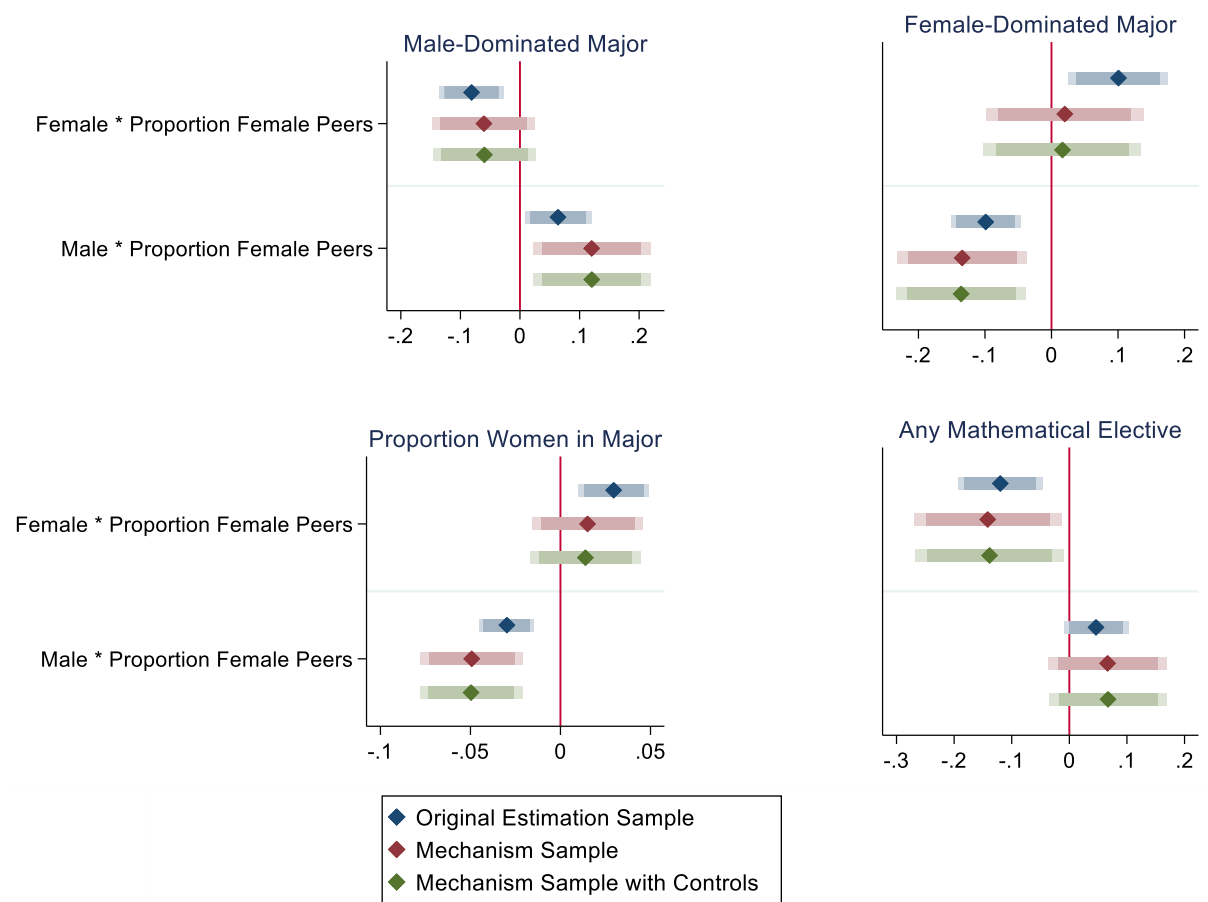 Male-Dominated Major
Female * Proportion Female Peers
Male * Proportion Female Peers
-.2 -.1 0 .1 .2
Female-Dominated Major
-.2 -.1 0 .1 .2
Proportion Women in Major
Female * Proportion Female Peers
Male * Proportion Female Peers
-.1 -.05 0 .05
Any Mathematical Elective
-.3 -.2 -.1 0 .1 .2
Original Estimation Sample
Mechanism Sample
Mechanism Sample with Controls